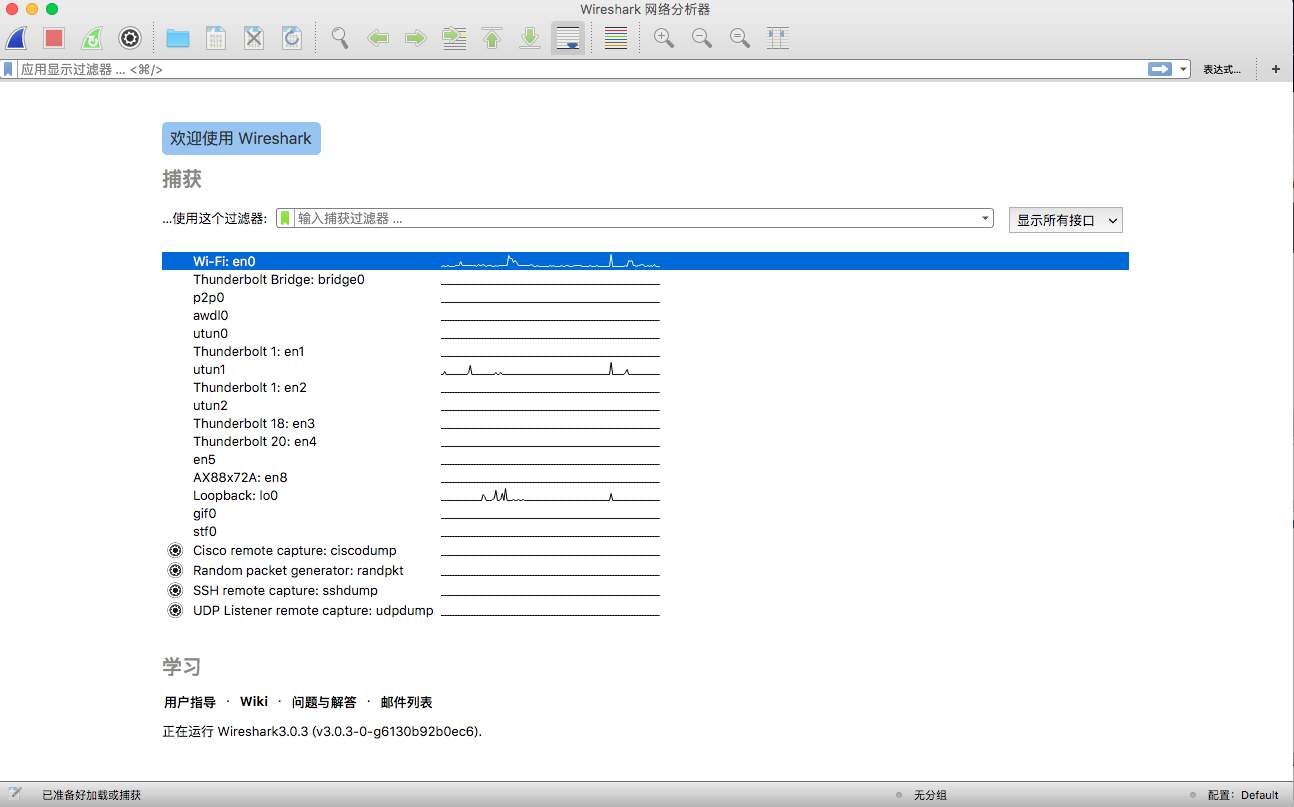 Wireshark 网络分析器
应用显示过滤器 ... <⌘/>
表达式...
+
欢迎使用 Wireshark
捕获
...使用这个过滤器:
输入捕获过滤器 ...
显示所有接口
Wi-Fi: en0
Thunderbolt Bridge: bridge0
p2p0
awdl0
utun0
Thunderbolt 1: en1
utun1
Thunderbolt 1: en2
utun2
Thunderbolt 18: en3
Thunderbolt 20: en4
en5
AX88x72A: en8
Loopback: lo0
gif0
stf0
Cisco remote capture: ciscodump
Random packet generator: randpkt
SSH remote capture: sshdump
UDP Listener remote capture: udpdump
学习
用户指导 · Wiki · 问题与解答 · 邮件列表
正在运行 Wireshark3.0.3 (v3.0.3-0-g6130b92b0ec6).
已准备好加载或捕获
无分组
配置: Default